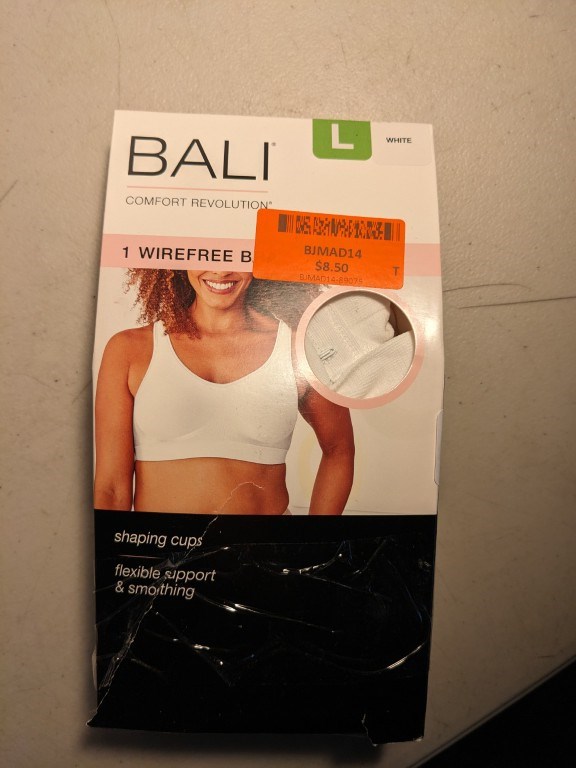 BALI
L
WHITE
COMFORT REVOLUTION®
1 WIREFREE
BJMAD14
$8.50
T
shaping cups
flexible support
& smoothing